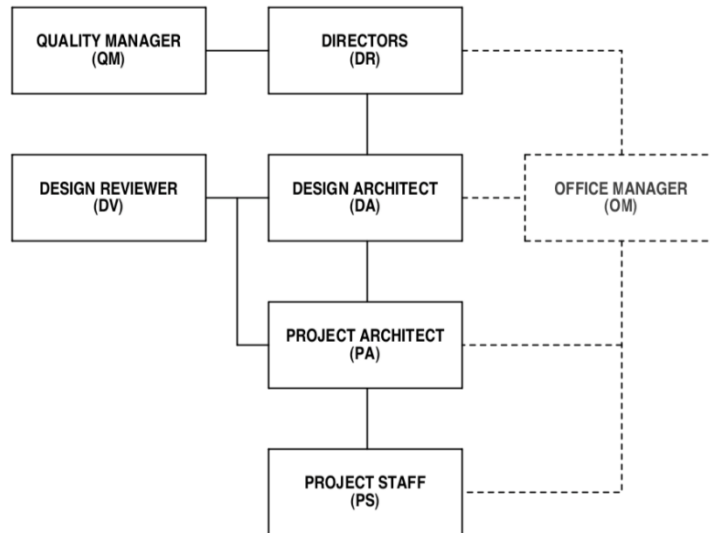 QUALITY MANAGER
(QM)
DIRECTORS
(DR)
DESIGN REVIEWER
(DV)
DESIGN ARCHITECT
(DA)
OFFICE MANAGER
(OM)
PROJECT ARCHITECT
(PA)
PROJECT STAFF
(PS)